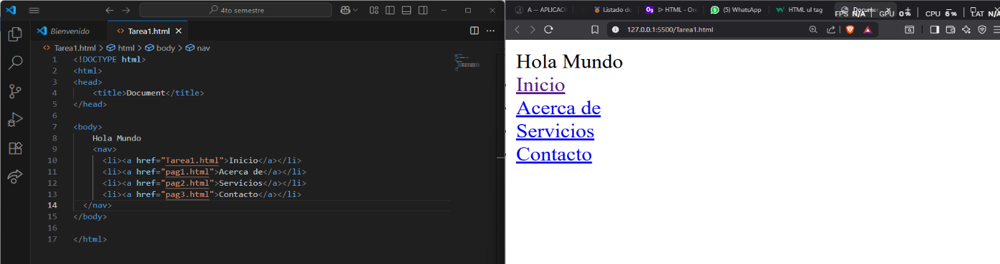 4to semestre
Bienvenido
Tarea1.html
Tarea1.html > html > body > nav
1 <!DOCTYPE html>
2 <html>
3 <head>
4 <title>Document</title>
5 </head>
6
7 <body>
8 Hola Mundo
9 <nav>
10 <li><a href="Tarea1.html">Inicio</a></li>
11 <li><a href="pag1.html">Acerca de</a></li>
12 <li><a href="pag2.html">Servicios</a></li>
13 <li><a href="pag3.html">Contacto</a></li>
14 </nav>
15 </body>
16
17 </html>
A -- APLICAC
Listado de
Og
HTML - Ore
(5) WhatsApp
HTML ul tag
Documen
FPS N/A | GPU 0% | CPU 6% | LAT N/A
127.0.0.1:5500/Tarea1.html
Hola Mundo
Inicio
Acerca de
Servicios
Contacto